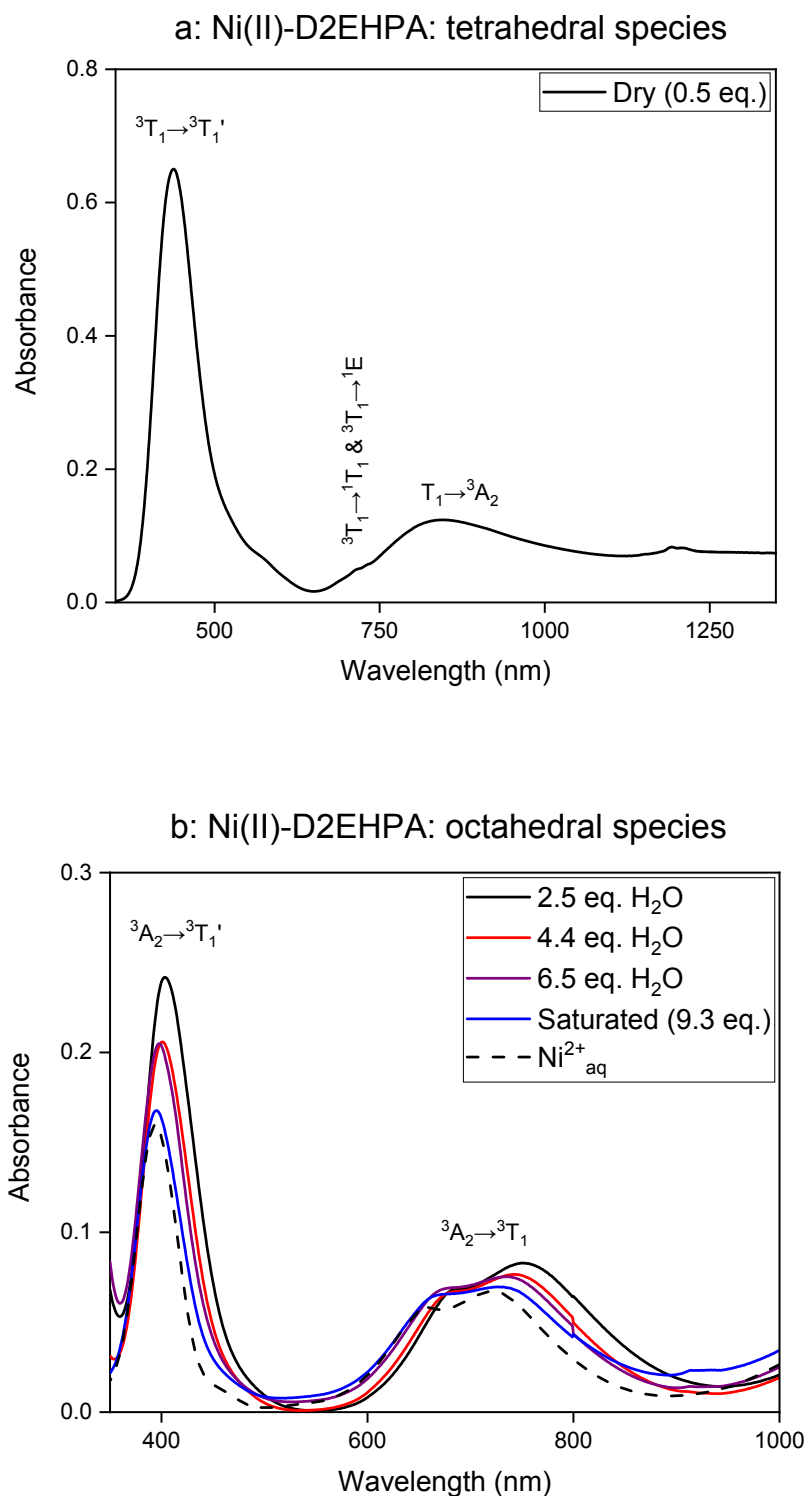 a: Ni(II)-D2EHPA: tetrahedral species
0.8
0.6
0.4
0.2
0.0
Absorbance
Dry (0.5 eq.)
³T₁→³T₁'
³T₁→¹T₁ & ³T₁→¹E
T₁→³A₂
500
750
1000
1250
Wavelength (nm)
b: Ni(II)-D2EHPA: octahedral species
0.3
0.2
0.1
0.0
Absorbance
2.5 eq. H₂O
4.4 eq. H₂O
6.5 eq. H₂O
Saturated (9.3 eq.)
Ni²⁺aq
³A₂→³T₁'
³A₂→³T₁
400
600
800
1000
Wavelength (nm)